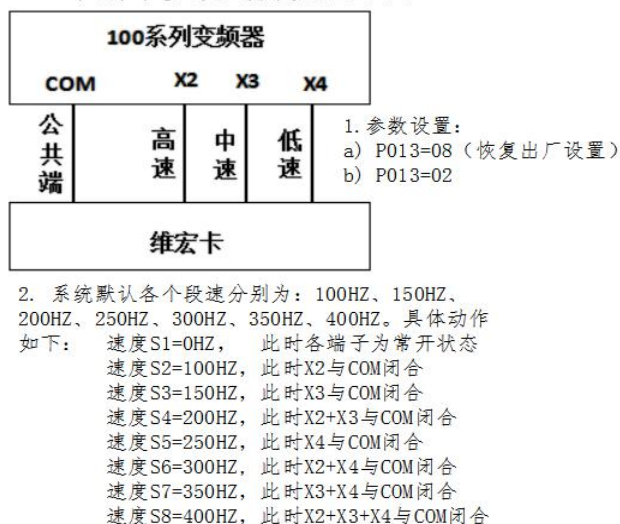 100系列变频器
COM X2 X3 X4
公共端
高速
中速
低速
维宏卡
1.参数设置：
a) P013=08（恢复出厂设置）
b) P013=02
2. 系统默认各个段速分别为：100HZ、150HZ、
200HZ、250HZ、300HZ、350HZ、400HZ。具体动作
如下： 速度S1=0HZ， 此时各端子为常开状态
速度S2=100HZ，此时X2与COM闭合
速度S3=150HZ，此时X3与COM闭合
速度S4=200HZ，此时X2+X3与COM闭合
速度S5=250HZ，此时X4与COM闭合
速度S6=300HZ，此时X2+X4与COM闭合
速度S7=350HZ，此时X3+X4与COM闭合
速度S8=400HZ，此时X2+X3+X4与COM闭合